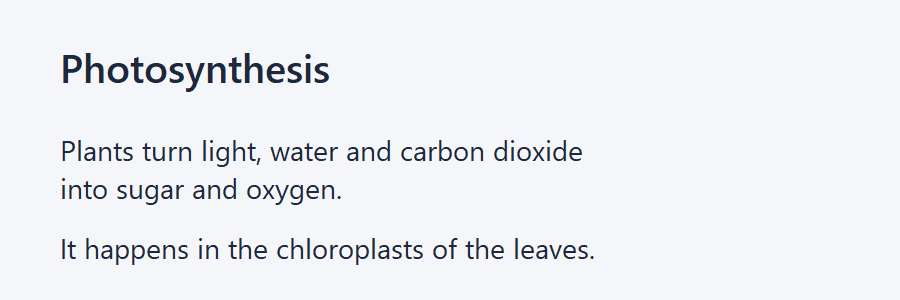 Photosynthesis
Plants turn light, water and carbon dioxide
into sugar and oxygen.
It happens in the chloroplasts of the leaves.